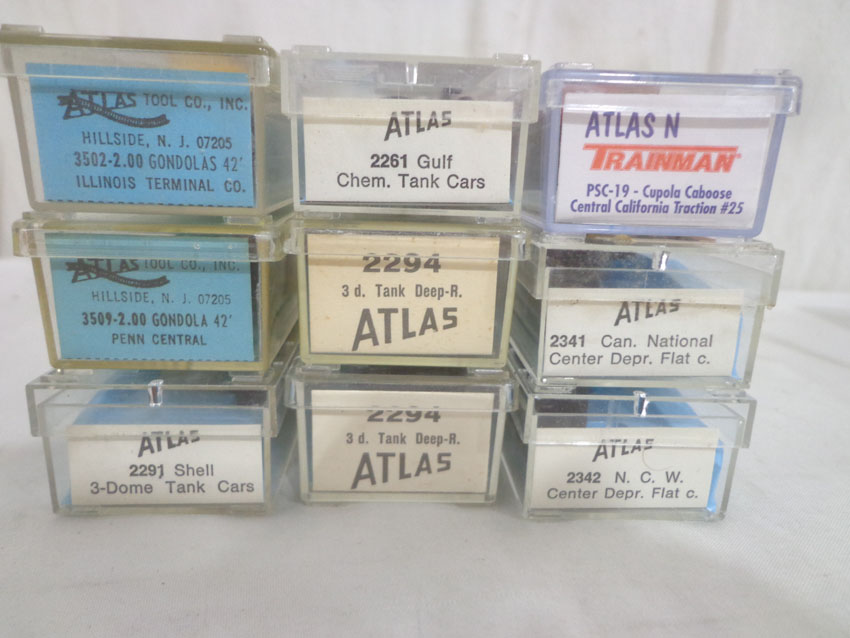 ATLAS TOOL CO., INC.
HILLSIDE, N. J. 07205
3502-2.00 GONDOLAS 42'
ILLINOIS TERMINAL CO.
ATLAS
2261 Gulf
Chem. Tank Cars
ATLAS N
TRAINMAN®
PSC-19 - Cupola Caboose
Central California Traction #25
ATLAS TOOL CO., INC.
HILLSIDE, N. J. 07205
3509-2.00 GONDOLA 42'
PENN CENTRAL
2294
3 d. Tank Deep-R.
ATLAS
ATLAS
2341 Can. National
Center Depr. Flat c.
ATLAS
2291 Shell
3-Dome Tank Cars
2294
3 d. Tank Deep-R.
ATLAS
ATLAS
2342 N. C. W.
Center Depr. Flat c.